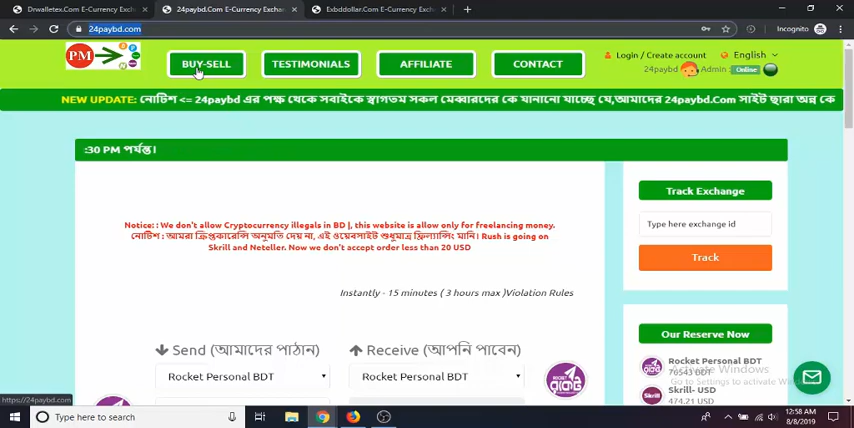 Drwalletex.Com E-Currency Exchan
24paybd.Com E-Currency Exchan
Exbddollar.Com E-Currency Exchan
24paybd.com
Incognito
PM
BUY-SELL
TESTIMONIALS
AFFILIATE
CONTACT
Login / Create account
English
24paybd
Admin :
Online
NEW UPDATE: নোটিশ <= 24paybd এর পক্ষ থেকে সবাইকে স্বাগতম সকল মেম্বারদের কে যানানো যাচ্ছে যে,আমাদের 24paybd.Com সাইট ছারা অন্ন কে
:30 PM পর্যন্ত।
Notice: : We don't allow Cryptocurrency illegals in BD |, this website is allow only for freelancing money.
নোটিশ : আমরা ক্রিপ্তকারেন্সি অনুমতি দেয় না, এই ওয়েবসাইট শুধুমাত্র ফ্রিল্যান্সিং মানি। Rush is going on
Skrill and Neteller. Now we don't accept order less than 20 USD
Instantly - 15 minutes ( 3 hours max )Violation Rules
Send (আমাদের পাঠান)
Receive (আপনি পাবেন)
Rocket Personal BDT
Rocket Personal BDT
Track Exchange
Type here exchange id
Track
Our Reserve Now
Rocket Personal BDT
70543 BDT
Skrill- USD
474.21 USD
Activate Windows
Go to Settings to activate Win
https://24paybd.com
Type here to search
12:58 AM
8/8/2019